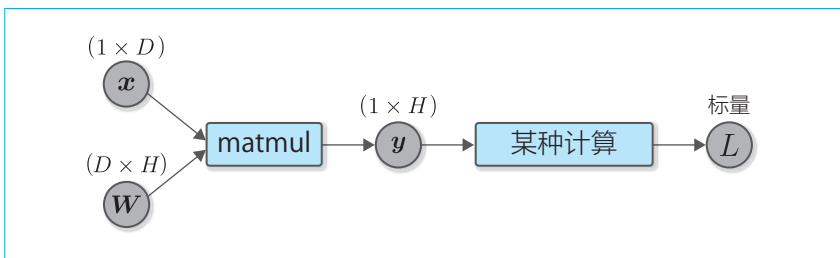 (1 × D)
x
(D × H)
W
matmul
(1 × H)
y
某种计算
标量
L